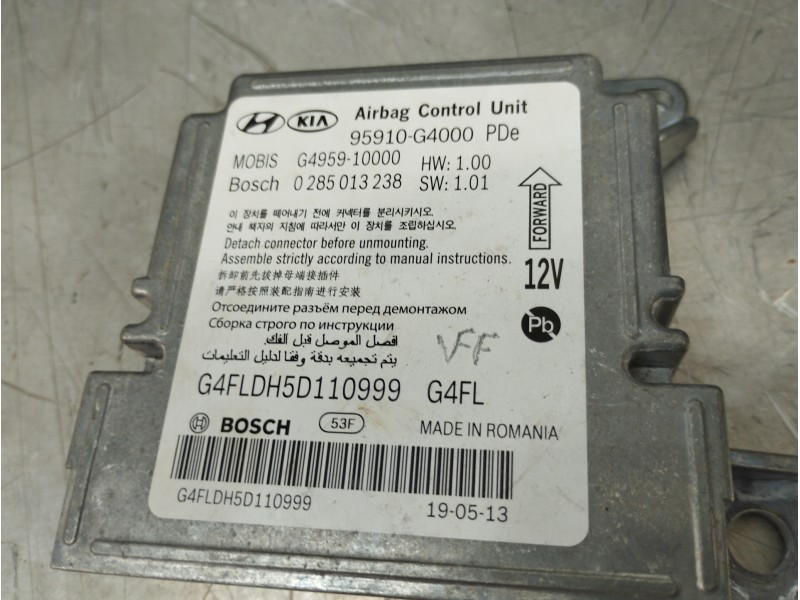 KIA Airbag Control Unit
95910-G4000 PDe
MOBIS G4959-10000 HW: 1.00
Bosch 0 285 013 238 SW: 1.01
이 장치를 떼어내기 전에 커넥터를 분리시키시오.
안내 책자의 지침에 따라서만 이 장치를 조립하십시오.
Detach connector before unmounting.
Assemble strictly according to manual instructions.
FORWARD
12V
拆卸前先拔掉母端接插件
请严格按照装配指南进行安装
Отсоедините разъём перед демонтажом
Сборка строго по инструкции
Pb
افصل الموصل قبل الفك.
يتم تجميعه بدقة وفقا لدليل التعليمات
VFF
G4FLDH5D110999 G4FL
BOSCH 53F MADE IN ROMANIA
G4FLDH5D110999 19-05-13